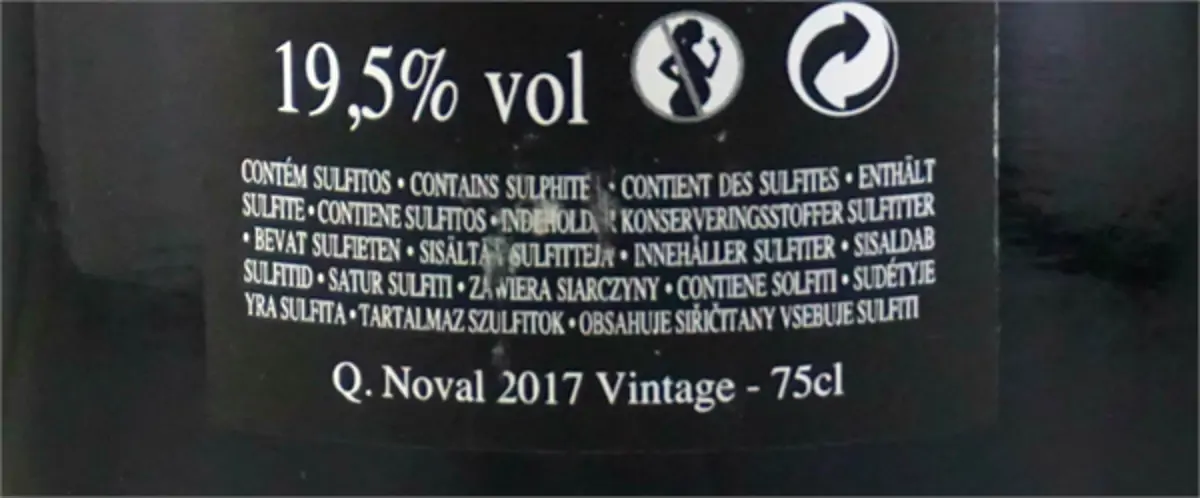 19,5% vol
CONTÉM SULFITOS • CONTAINS SULPHITE • CONTIENT DES SULFITES • ENTHÄLT
SULFITE • CONTIENE SULFITOS • KONSERVERINGSSTOFFER SULFITTER
• BEVAT SULFIETEN • SISÄLTÄÄ SULFITTEJA • INNEHÅLLER SULFITER • SISALDAB
SULFITID • SATUR SULFITI • ZAWIERA SIARCZYNY • CONTIENE SOLFITI • SUDÉTYJE
YRA SULFITA • TARTALMAZ SZULFITOK • OBSAHUJE SIŘIČITANY VSEBUJE SULFITI
Q. Noval 2017 Vintage - 75cl